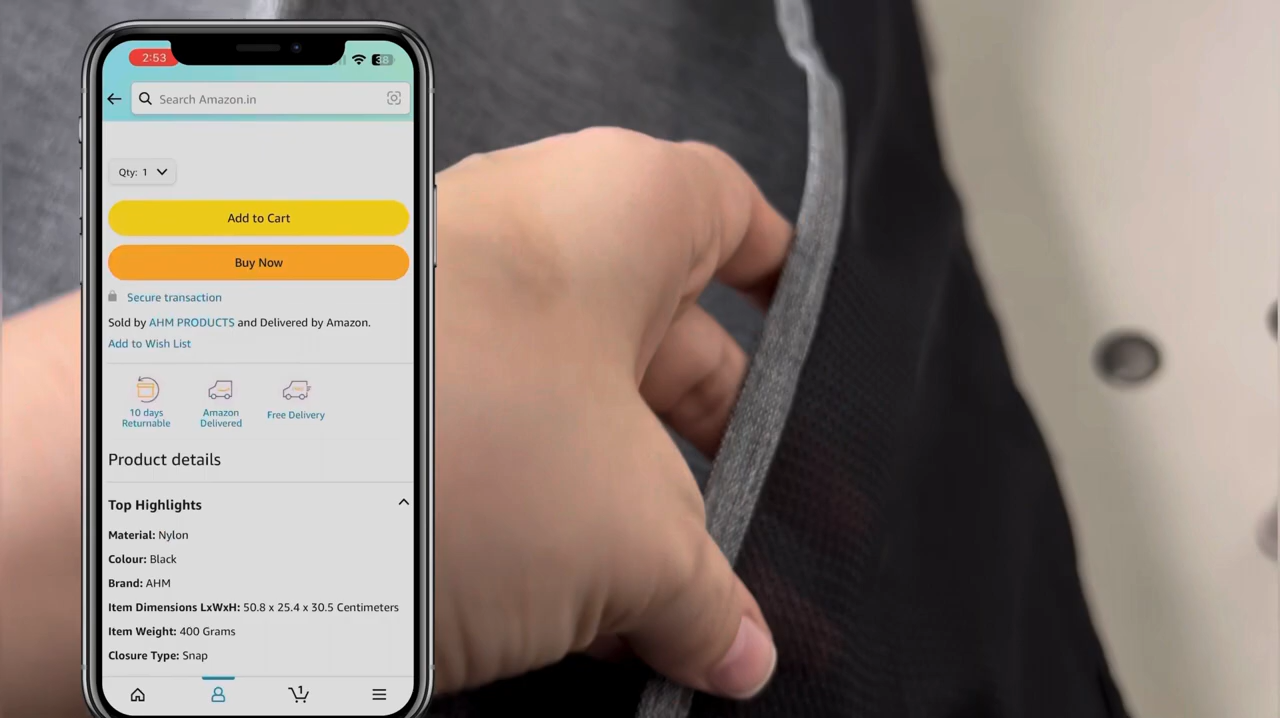 2:53
38
Search Amazon.in
Qty: 1
Add to Cart
Buy Now
Secure transaction
Sold by AHM PRODUCTS and Delivered by Amazon.
Add to Wish List
10 days
Returnable
Amazon
Delivered
Free Delivery
Product details
Top Highlights
Material: Nylon
Colour: Black
Brand: AHM
Item Dimensions LxWxH: 50.8 x 25.4 x 30.5 Centimeters
Item Weight: 400 Grams
Closure Type: Snap
1